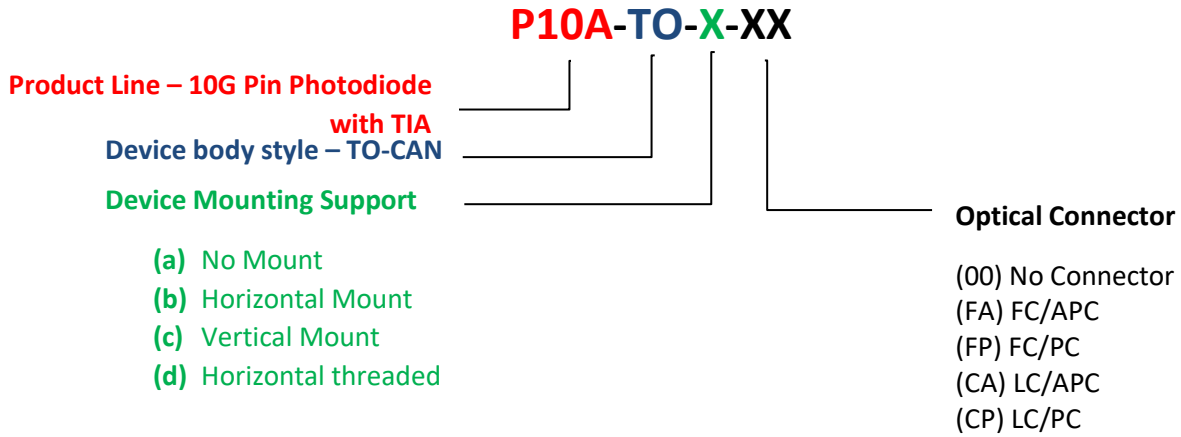 P10A-TO-X-XX
Product Line – 10G Pin Photodiode
with TIA
Device body style – TO-CAN
Device Mounting Support
(a) No Mount
(b) Horizontal Mount
(c) Vertical Mount
(d) Horizontal threaded
Optical Connector
(00) No Connector
(FA) FC/APC
(FP) FC/PC
(CA) LC/APC
(CP) LC/PC